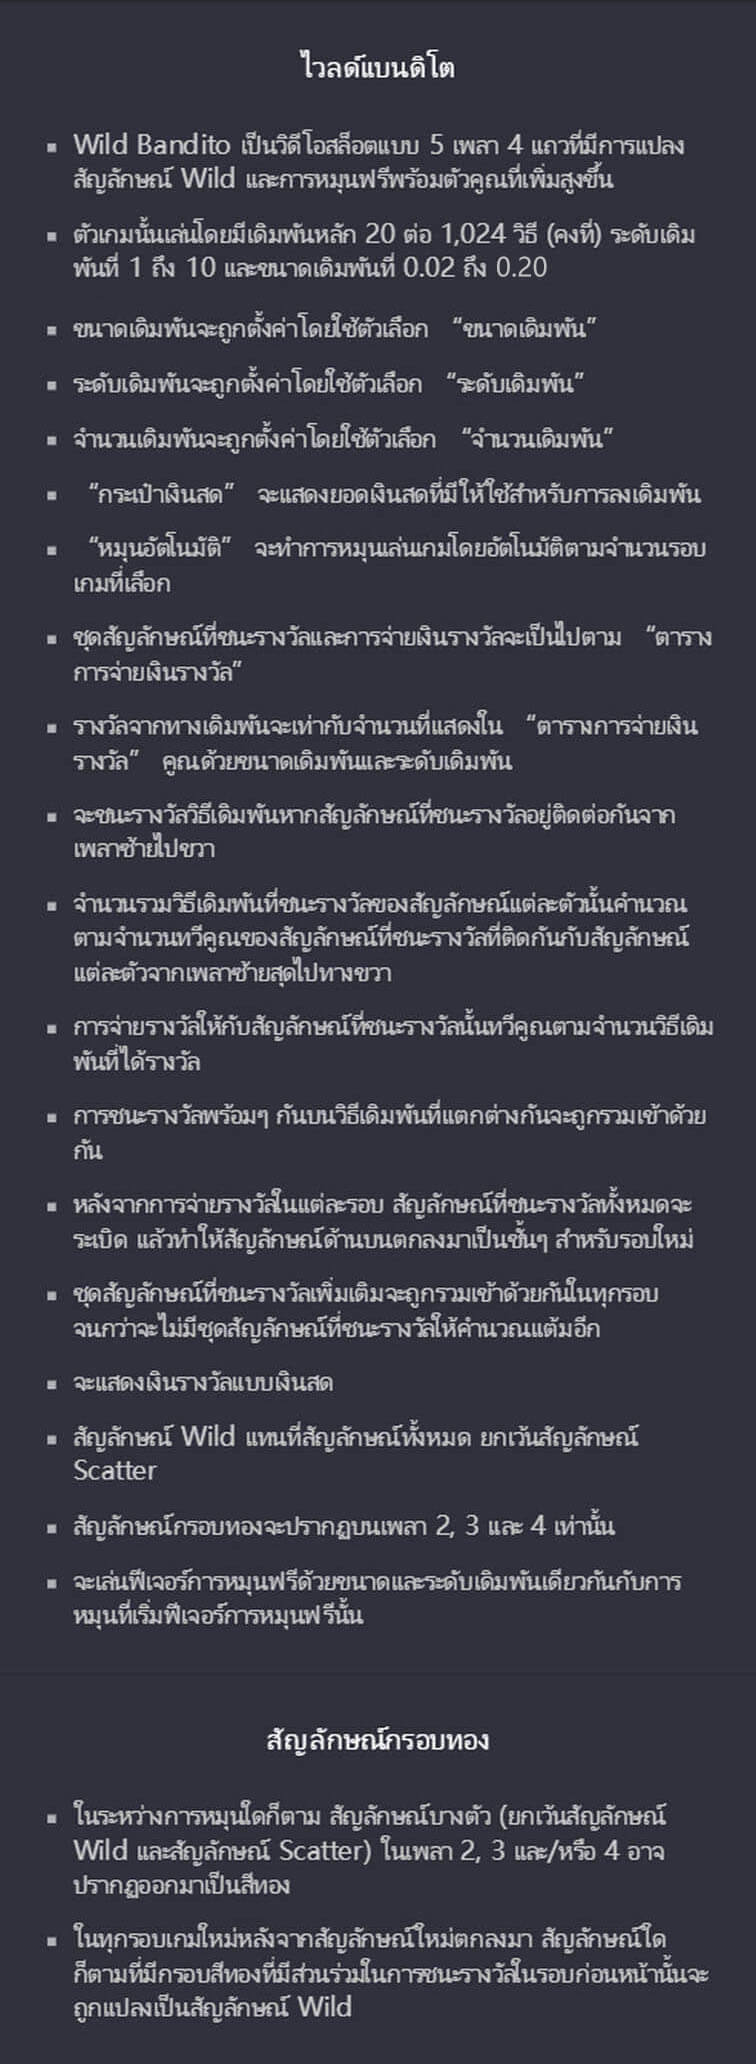 ไวลด์แบนดิโต
▪ Wild Bandito เป็นวิดีโอสล็อตแบบ 5 เพลา 4 แถวที่มีการแปลง
สัญลักษณ์ Wild และการหมุนฟรีพร้อมตัวคูณที่เพิ่มสูงขึ้น
▪ ตัวเกมนั้นเล่นโดยมีเดิมพันหลัก 20 ต่อ 1,024 วิธี (คงที่) ระดับเดิม
พันที่ 1 ถึง 10 และขนาดเดิมพันที่ 0.02 ถึง 0.20
▪ ขนาดเดิมพันจะถูกตั้งค่าโดยใช้ตัวเลือก “ขนาดเดิมพัน”
▪ ระดับเดิมพันจะถูกตั้งค่าโดยใช้ตัวเลือก “ระดับเดิมพัน”
▪ จำนวนเดิมพันจะถูกตั้งค่าโดยใช้ตัวเลือก “จำนวนเดิมพัน”
▪ “กระเป๋าเงินสด” จะแสดงยอดเงินสดที่มีให้ใช้สำหรับการลงเดิมพัน
▪ “หมุนอัตโนมัติ” จะทำการหมุนเล่นเกมโดยอัตโนมัติตามจำนวนรอบ
เกมที่เลือก
▪ ชุดสัญลักษณ์ที่ชนะรางวัลและการจ่ายเงินรางวัลจะเป็นไปตาม “ตาราง
การจ่ายเงินรางวัล”
▪ รางวัลจากทางเดิมพันจะเท่ากับจำนวนที่แสดงใน “ตารางการจ่ายเงิน
รางวัล” คูณด้วยขนาดเดิมพันและระดับเดิมพัน
▪ จะชนะรางวัลวิธีเดิมพันหากสัญลักษณ์ที่ชนะรางวัลอยู่ติดต่อกันจาก
เพลาซ้ายไปขวา
▪ จำนวนรวมวิธีเดิมพันที่ชนะรางวัลของสัญลักษณ์แต่ละตัวนั้นคำนวณ
ตามจำนวนทวีคูณของสัญลักษณ์ที่ชนะรางวัลที่ติดกันกับสัญลักษณ์
แต่ละตัวจากเพลาซ้ายสุดไปทางขวา
▪ การจ่ายรางวัลให้กับสัญลักษณ์ที่ชนะรางวัลนั้นทวีคูณตามจำนวนวิธีเดิม
พันที่ได้รางวัล
▪ การชนะรางวัลพร้อมๆ กันบนวิธีเดิมพันที่แตกต่างกันจะถูกรวมเข้าด้วย
กัน
▪ หลังจากการจ่ายรางวัลในแต่ละรอบ สัญลักษณ์ที่ชนะรางวัลทั้งหมดจะ
ระเบิด แล้วทำให้สัญลักษณ์ด้านบนตกลงมาเป็นชั้นๆ สำหรับรอบใหม่
▪ ชุดสัญลักษณ์ที่ชนะรางวัลเพิ่มเติมจะถูกรวมเข้าด้วยกันในทุกรอบ
จนกว่าจะไม่มีชุดสัญลักษณ์ที่ชนะรางวัลให้คำนวณแต้มอีก
▪ จะแสดงเงินรางวัลแบบเงินสด
▪ สัญลักษณ์ Wild แทนที่สัญลักษณ์ทั้งหมด ยกเว้นสัญลักษณ์
Scatter
▪ สัญลักษณ์กรอบทองจะปรากฏบนเพลา 2, 3 และ 4 เท่านั้น
▪ จะเล่นฟีเจอร์การหมุนฟรีด้วยขนาดและระดับเดิมพันเดียวกันกับการ
หมุนที่เริ่มฟีเจอร์การหมุนฟรีนั้น
สัญลักษณ์กรอบทอง
▪ ในระหว่างการหมุนใดก็ตาม สัญลักษณ์บางตัว (ยกเว้นสัญลักษณ์
Wild และสัญลักษณ์ Scatter) ในเพลา 2, 3 และ/หรือ 4 อาจ
ปรากฏออกมาเป็นสีทอง
▪ ในทุกรอบเกมใหม่หลังจากสัญลักษณ์ใหม่ตกลงมา สัญลักษณ์ใด
ก็ตามที่มีกรอบสีทองที่มีส่วนร่วมในการชนะรางวัลในรอบก่อนหน้านั้นจะ
ถูกแปลงเป็นสัญลักษณ์ Wild